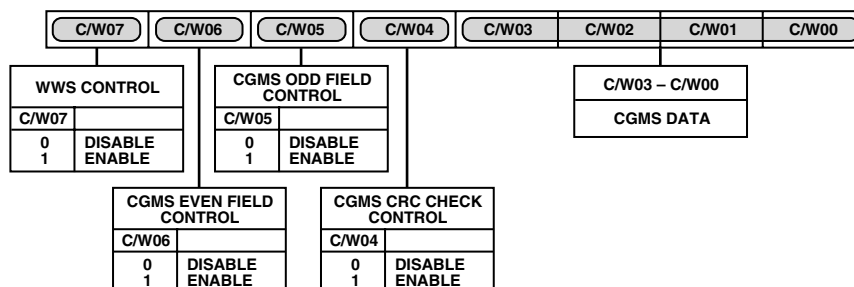 C/W07 C/W06 C/W05 C/W04 C/W03 C/W02 C/W01 C/W00
WWS CONTROL
C/W07
0 DISABLE
1 ENABLE
CGMS ODD FIELD
CONTROL
C/W05
0 DISABLE
1 ENABLE
C/W03 – C/W00
CGMS DATA
CGMS EVEN FIELD
CONTROL
C/W06
0 DISABLE
1 ENABLE
CGMS CRC CHECK
CONTROL
C/W04
0 DISABLE
1 ENABLE